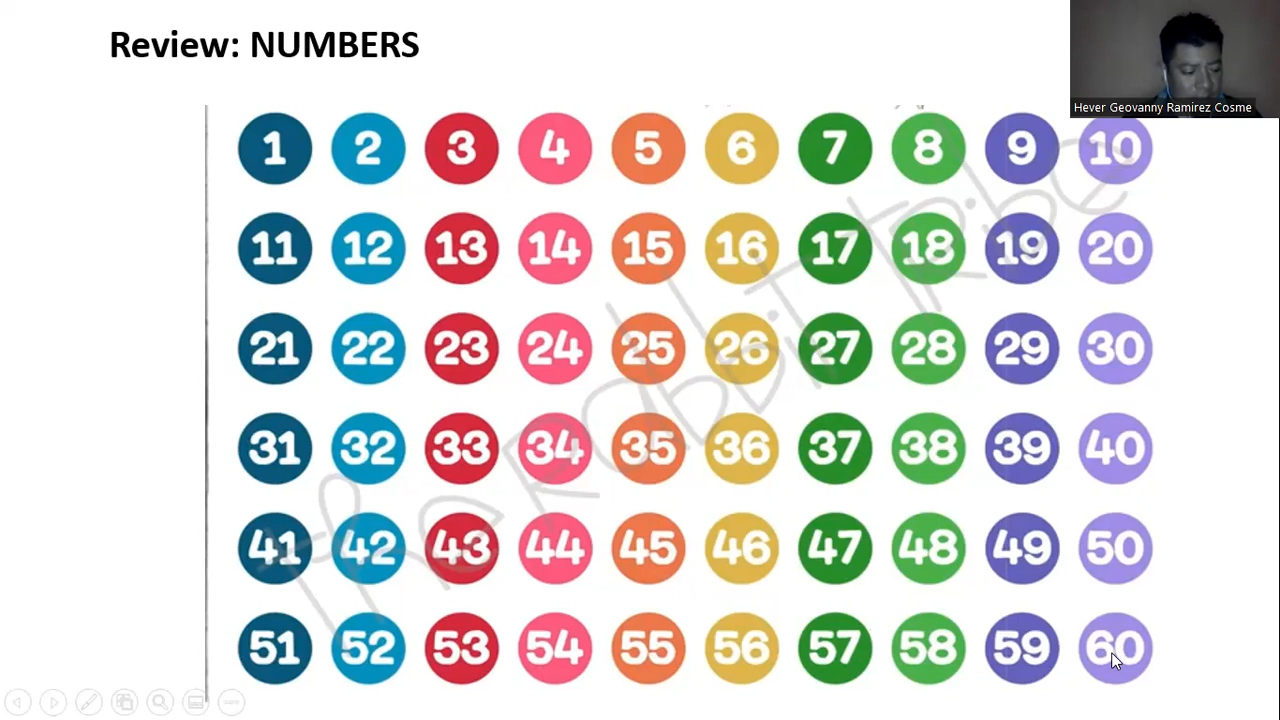 Review: NUMBERS
Hever Geovanny Ramirez Cosme
1 2 3 4 5 6 7 8 9 10
11 12 13 14 15 16 17 18 19 20
21 22 23 24 25 26 27 28 29 30
31 32 33 34 35 36 37 38 39 40
41 42 43 44 45 46 47 48 49 50
51 52 53 54 55 56 57 58 59 60
theRabbit Tribe